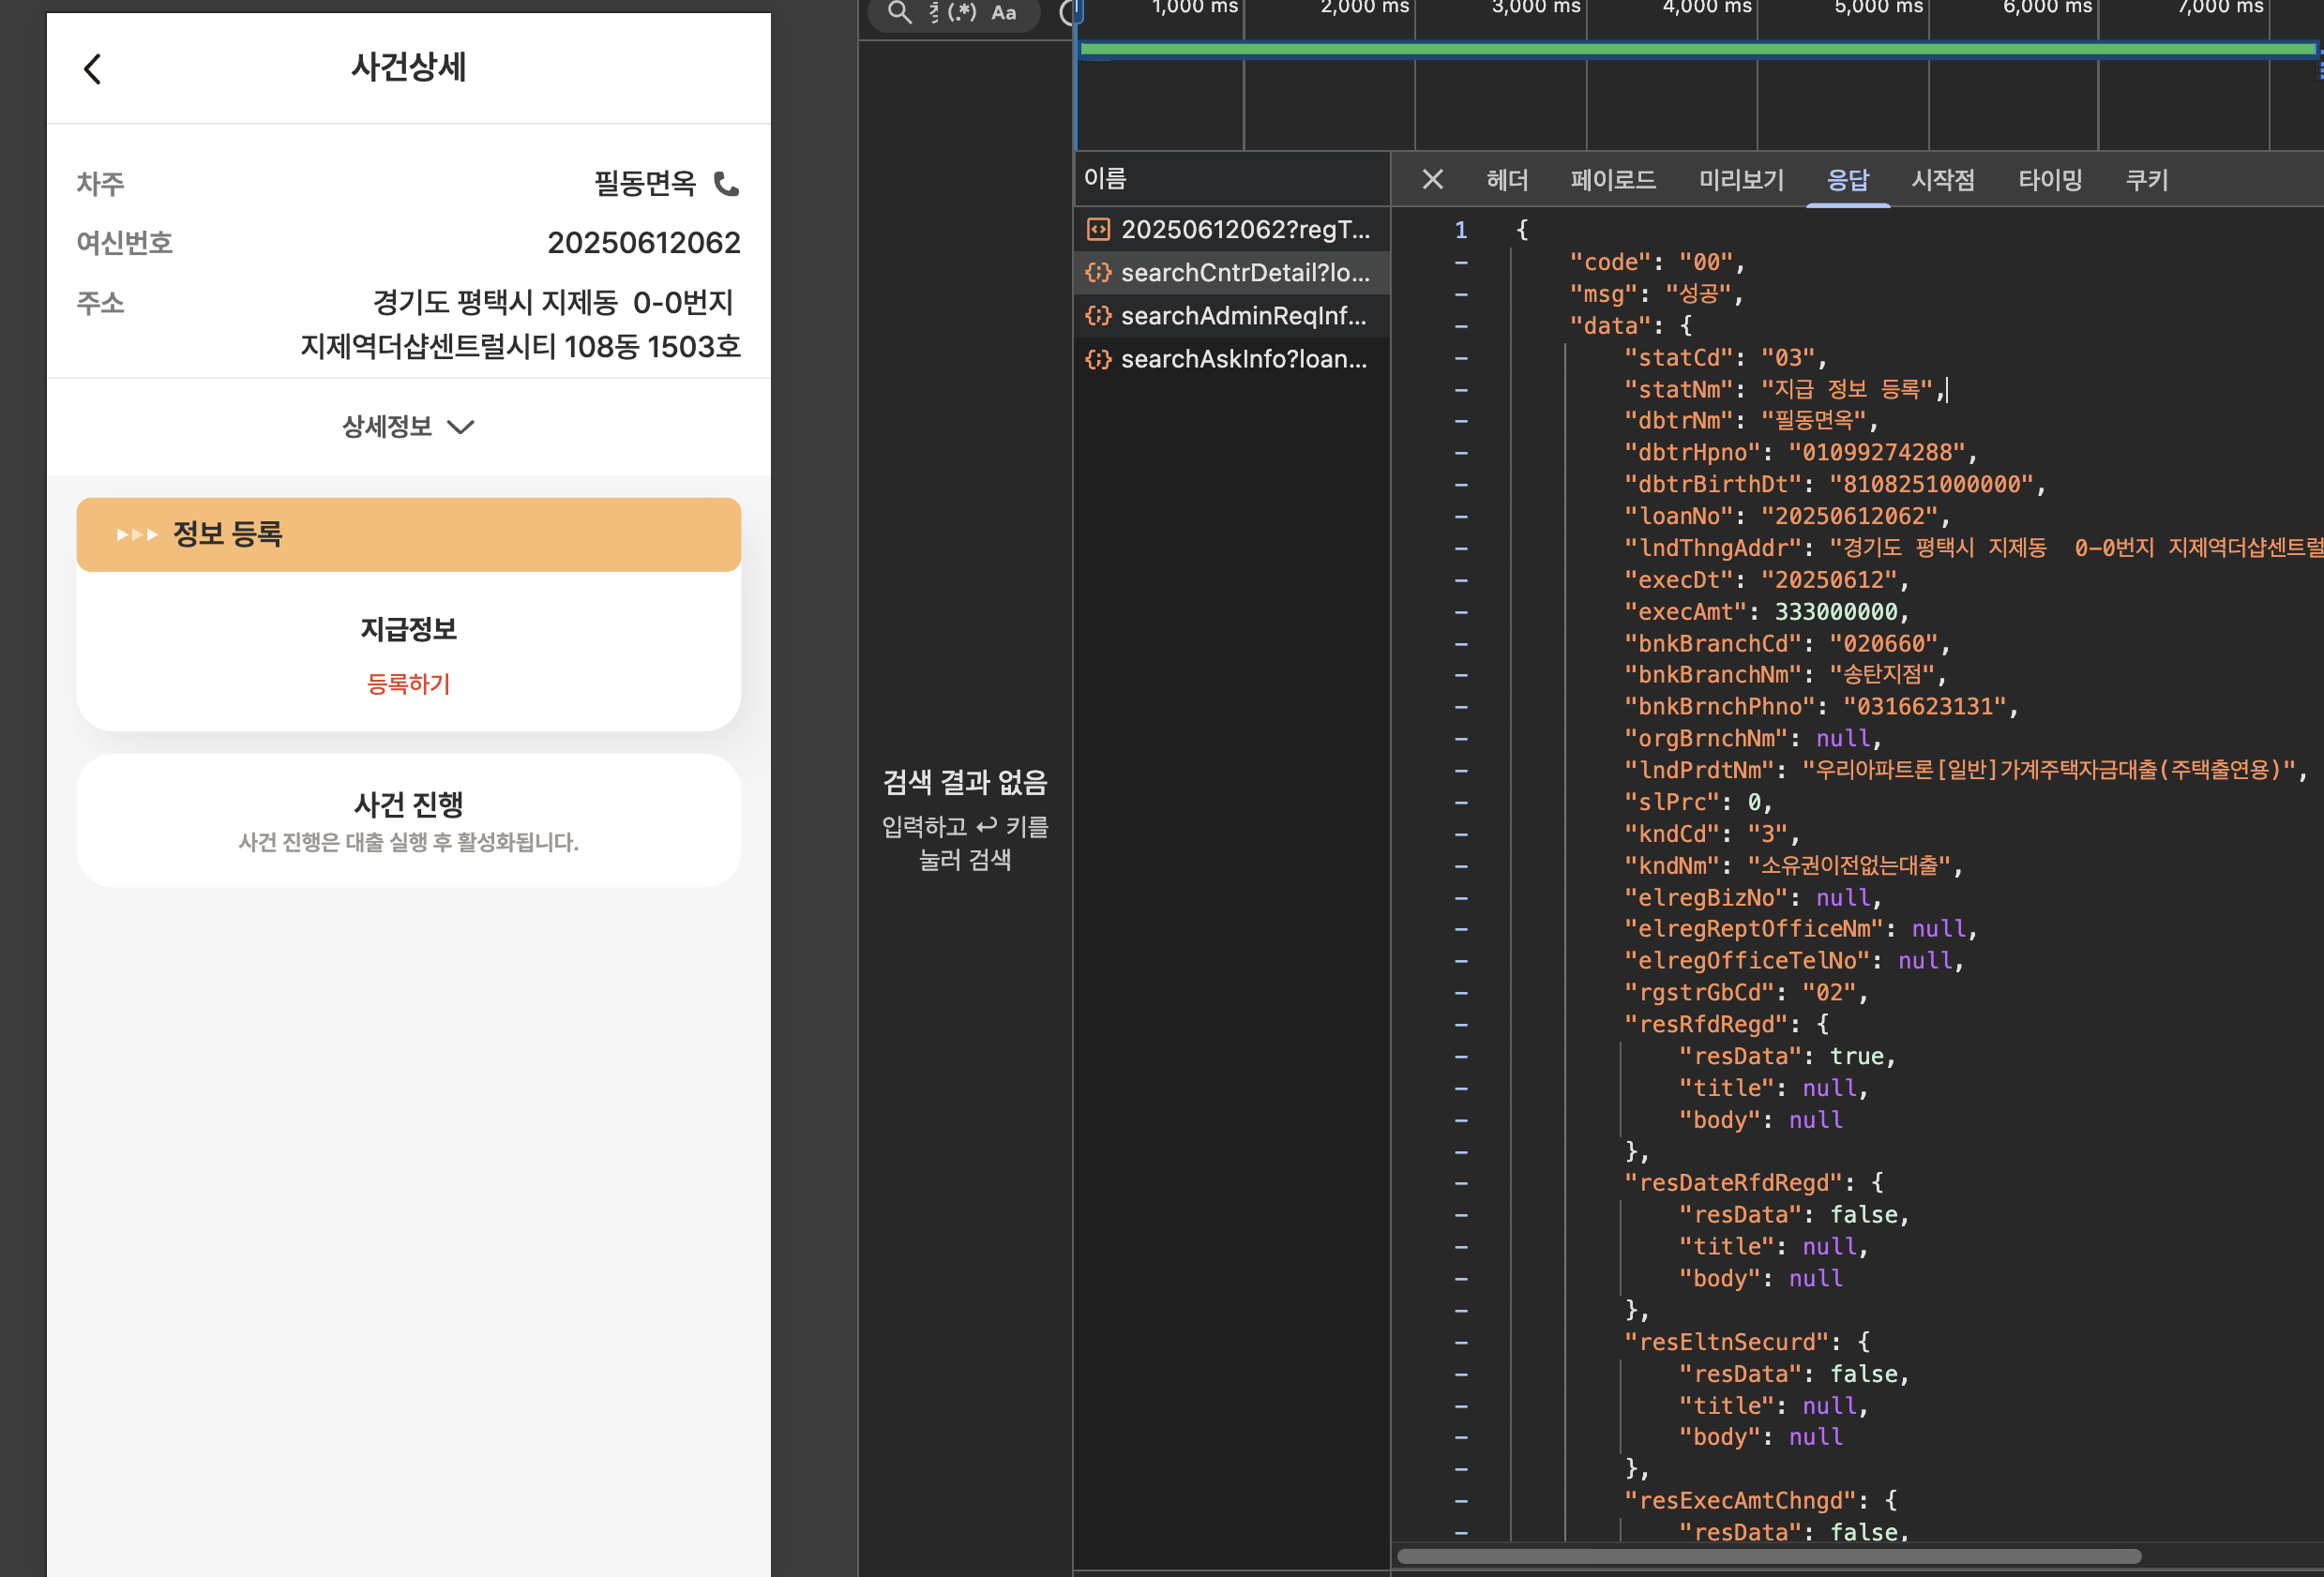 사건상세
차주
필동면옥
여신번호
20250612062
주소
경기도 평택시 지제동  0-0번지
지제역더샵센트럴시티 108동 1503호
상세정보
정보 등록
지급정보
등록하기
사건 진행
사건 진행은 대출 실행 후 활성화됩니다.
(.*) Aa
검색 결과 없음
입력하고 ↩ 키를
눌러 검색
1,000 ms
2,000 ms
3,000 ms
4,000 ms
5,000 ms
6,000 ms
7,000 ms
이름
20250612062?regT...
searchCntrDetail?lo...
searchAdminReqInf...
searchAskInfo?loan...
헤더 페이로드 미리보기 응답 시작점 타이밍 쿠키
1 {
"code": "00",
"msg": "성공",
"data": {
"statCd": "03",
"statNm": "지급 정보 등록",
"dbtrNm": "필동면옥",
"dbtrHpno": "01099274288",
"dbtrBirthDt": "8108251000000",
"loanNo": "20250612062",
"lndThngAddr": "경기도 평택시 지제동  0-0번지 지제역더샵센트럴
"execDt": "20250612",
"execAmt": 333000000,
"bnkBranchCd": "020660",
"bnkBranchNm": "송탄지점",
"bnkBrnchPhno": "0316623131",
"orgBrnchNm": null,
"lndPrdtNm": "우리아파트론[일반]가계주택자금대출(주택출연용)",
"slPrc": 0,
"kndCd": "3",
"kndNm": "소유권이전없는대출",
"elregBizNo": null,
"elregReptOfficeNm": null,
"elregOfficeTelNo": null,
"rgstrGbCd": "02",
"resRfdRegd": {
"resData": true,
"title": null,
"body": null
},
"resDateRfdRegd": {
"resData": false,
"title": null,
"body": null
},
"resEltnSecurd": {
"resData": false,
"title": null,
"body": null
},
"resExecAmtChngd": {
"resData": false,